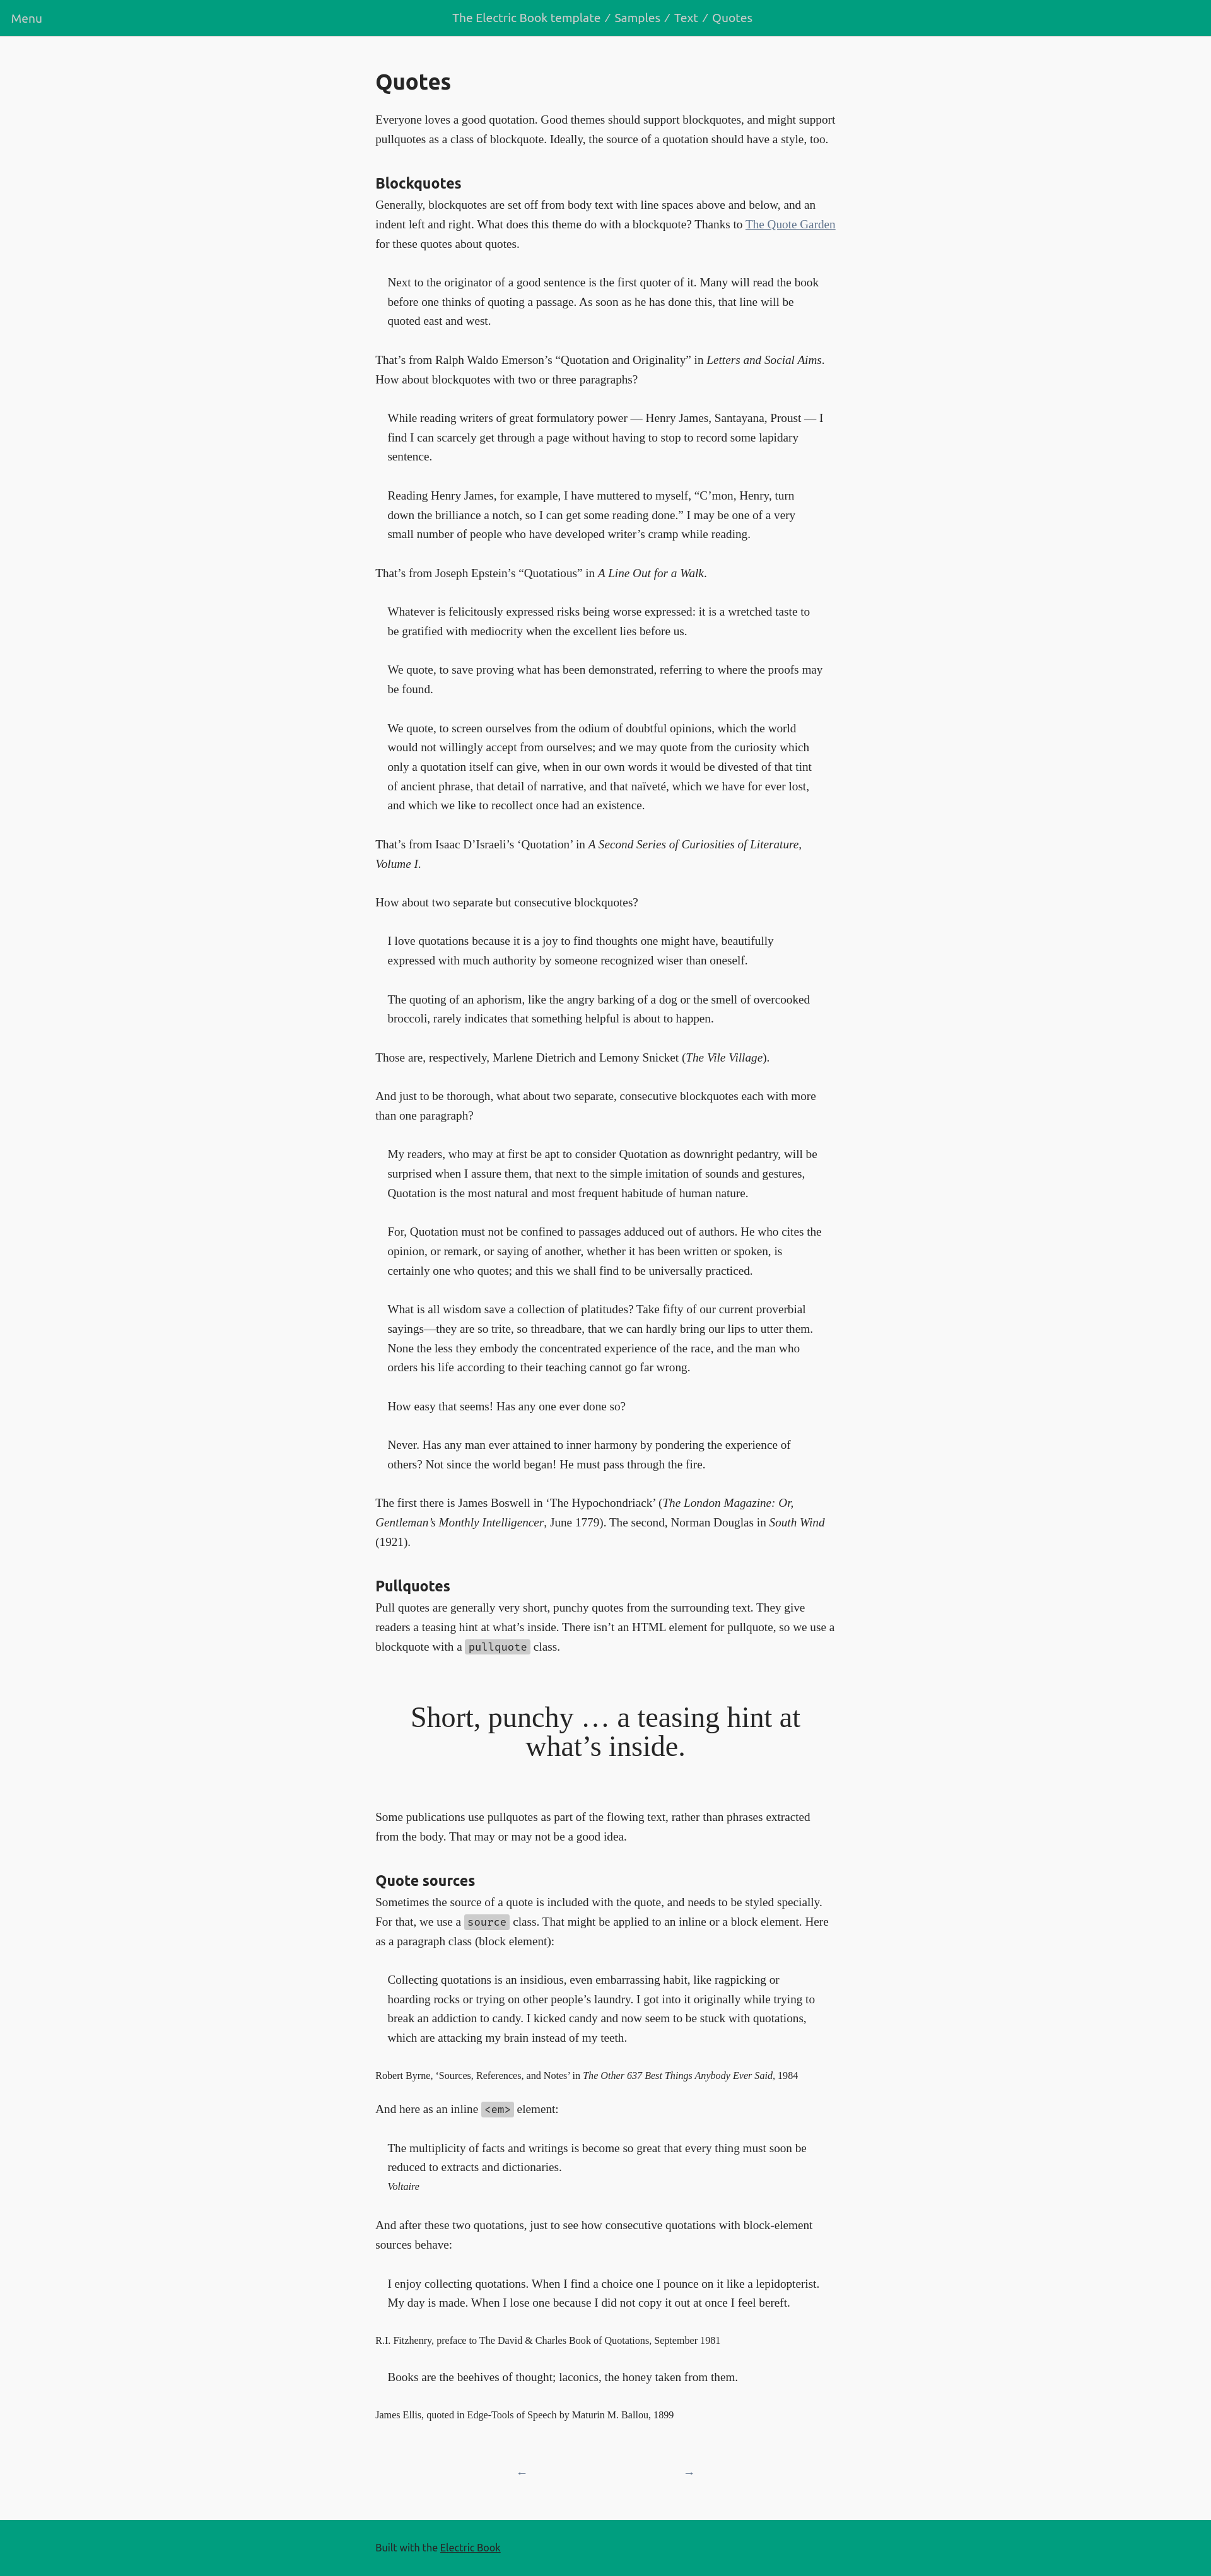 Menu
The Electric Book template / Samples / Text / Quotes
Quotes
Everyone loves a good quotation. Good themes should support blockquotes, and might support
pullquotes as a class of blockquote. Ideally, the source of a quotation should have a style, too.
Blockquotes
Generally, blockquotes are set off from body text with line spaces above and below, and an
indent left and right. What does this theme do with a blockquote? Thanks to The Quote Garden
for these quotes about quotes.
Next to the originator of a good sentence is the first quoter of it. Many will read the book
before one thinks of quoting a passage. As soon as he has done this, that line will be
quoted east and west.
That’s from Ralph Waldo Emerson’s “Quotation and Originality” in Letters and Social Aims.
How about blockquotes with two or three paragraphs?
While reading writers of great formulatory power — Henry James, Santayana, Proust — I
find I can scarcely get through a page without having to stop to record some lapidary
sentence.
Reading Henry James, for example, I have muttered to myself, “C’mon, Henry, turn
down the brilliance a notch, so I can get some reading done.” I may be one of a very
small number of people who have developed writer’s cramp while reading.
That’s from Joseph Epstein’s “Quotatious” in A Line Out for a Walk.
Whatever is felicitously expressed risks being worse expressed: it is a wretched taste to
be gratified with mediocrity when the excellent lies before us.
We quote, to save proving what has been demonstrated, referring to where the proofs may
be found.
We quote, to screen ourselves from the odium of doubtful opinions, which the world
would not willingly accept from ourselves; and we may quote from the curiosity which
only a quotation itself can give, when in our own words it would be divested of that tint
of ancient phrase, that detail of narrative, and that naïveté, which we have for ever lost,
and which we like to recollect once had an existence.
That’s from Isaac D’Israeli’s ‘Quotation’ in A Second Series of Curiosities of Literature,
Volume I.
How about two separate but consecutive blockquotes?
I love quotations because it is a joy to find thoughts one might have, beautifully
expressed with much authority by someone recognized wiser than oneself.
The quoting of an aphorism, like the angry barking of a dog or the smell of overcooked
broccoli, rarely indicates that something helpful is about to happen.
Those are, respectively, Marlene Dietrich and Lemony Snicket (The Vile Village).
And just to be thorough, what about two separate, consecutive blockquotes each with more
than one paragraph?
My readers, who may at first be apt to consider Quotation as downright pedantry, will be
surprised when I assure them, that next to the simple imitation of sounds and gestures,
Quotation is the most natural and most frequent habitude of human nature.
For, Quotation must not be confined to passages adduced out of authors. He who cites the
opinion, or remark, or saying of another, whether it has been written or spoken, is
certainly one who quotes; and this we shall find to be universally practiced.
What is all wisdom save a collection of platitudes? Take fifty of our current proverbial
sayings—they are so trite, so threadbare, that we can hardly bring our lips to utter them.
None the less they embody the concentrated experience of the race, and the man who
orders his life according to their teaching cannot go far wrong.
How easy that seems! Has any one ever done so?
Never. Has any man ever attained to inner harmony by pondering the experience of
others? Not since the world began! He must pass through the fire.
The first there is James Boswell in ‘The Hypochondriack’ (The London Magazine: Or,
Gentleman’s Monthly Intelligencer, June 1779). The second, Norman Douglas in South Wind
(1921).
Pullquotes
Pull quotes are generally very short, punchy quotes from the surrounding text. They give
readers a teasing hint at what’s inside. There isn’t an HTML element for pullquote, so we use a
blockquote with a pullquote class.
Short, punchy … a teasing hint at
what’s inside.
Some publications use pullquotes as part of the flowing text, rather than phrases extracted
from the body. That may or may not be a good idea.
Quote sources
Sometimes the source of a quote is included with the quote, and needs to be styled specially.
For that, we use a source class. That might be applied to an inline or a block element. Here
as a paragraph class (block element):
Collecting quotations is an insidious, even embarrassing habit, like ragpicking or
hoarding rocks or trying on other people’s laundry. I got into it originally while trying to
break an addiction to candy. I kicked candy and now seem to be stuck with quotations,
which are attacking my brain instead of my teeth.
Robert Byrne, ‘Sources, References, and Notes’ in The Other 637 Best Things Anybody Ever Said, 1984
And here as an inline <em> element:
The multiplicity of facts and writings is become so great that every thing must soon be
reduced to extracts and dictionaries.
Voltaire
And after these two quotations, just to see how consecutive quotations with block-element
sources behave:
I enjoy collecting quotations. When I find a choice one I pounce on it like a lepidopterist.
My day is made. When I lose one because I did not copy it out at once I feel bereft.
R.I. Fitzhenry, preface to The David & Charles Book of Quotations, September 1981
Books are the beehives of thought; laconics, the honey taken from them.
James Ellis, quoted in Edge-Tools of Speech by Maturin M. Ballou, 1899
← →
Built with the Electric Book